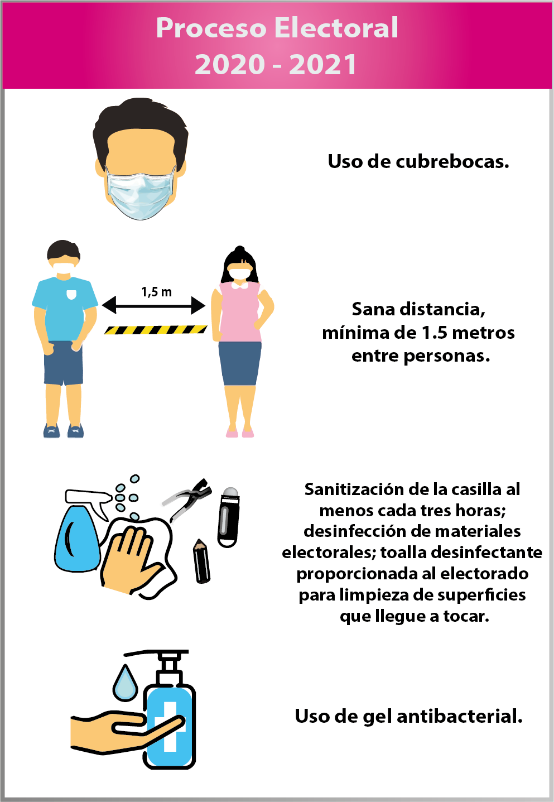 Proceso Electoral
2020 - 2021
Uso de cubrebocas.
1,5 m
Sana distancia,
mínima de 1.5 metros
entre personas.
Sanitización de la casilla al
menos cada tres horas;
desinfección de materiales
electorales; toalla desinfectante
proporcionada al electorado
para limpieza de superficies
que llegue a tocar.
Uso de gel antibacterial.